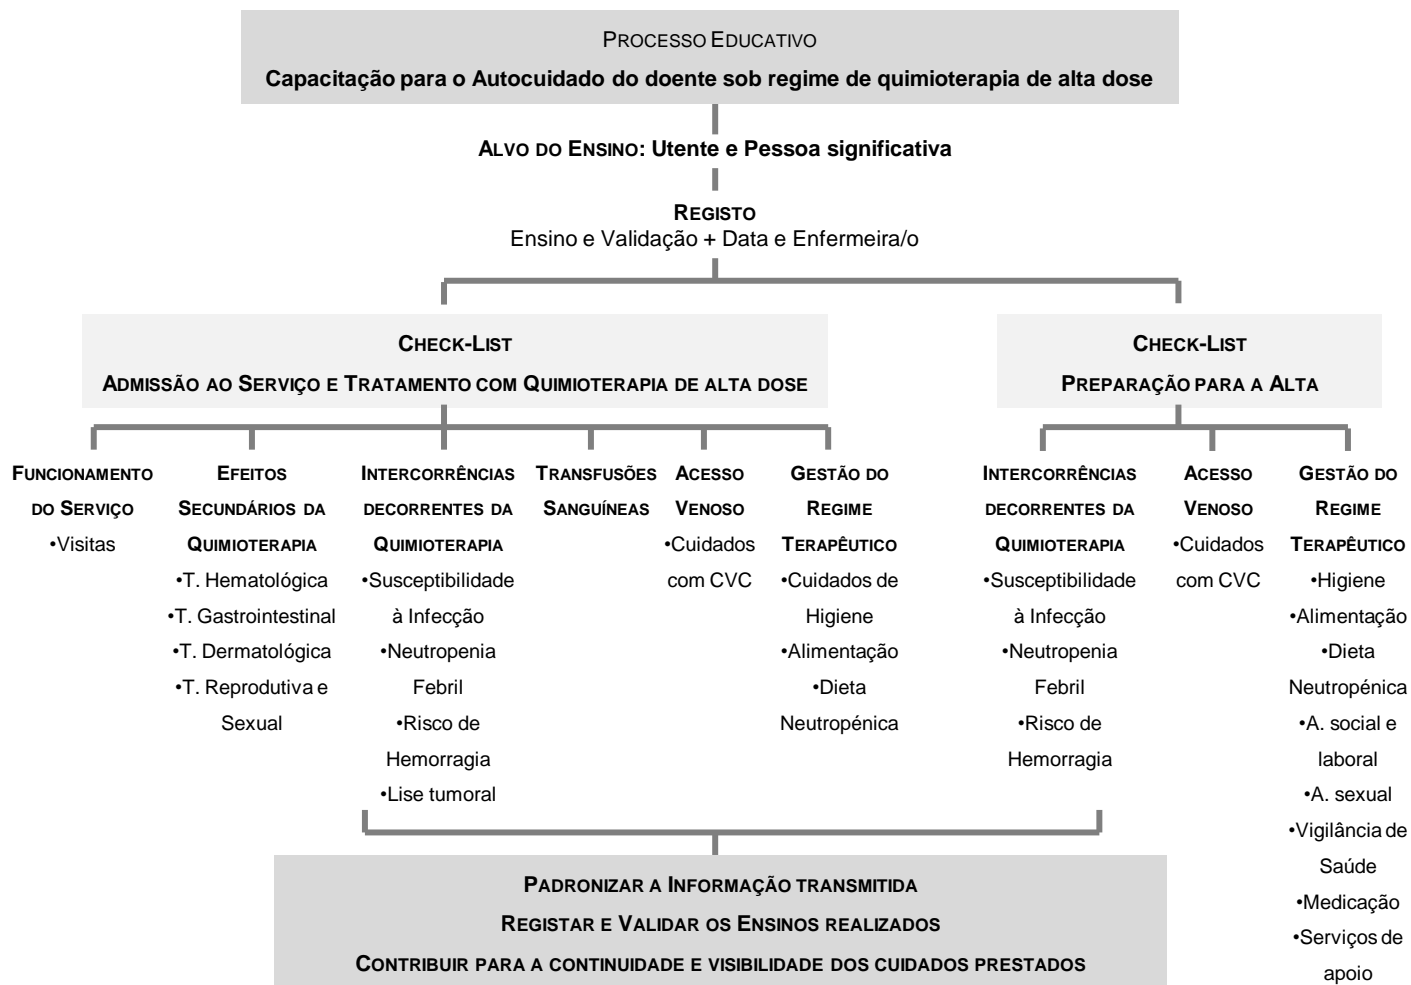 PROCESSO EDUCATIVO
Capacitação para o Autocuidado do doente sob regime de quimioterapia de alta dose
ALVO DO ENSINO: Utente e Pessoa significativa
REGISTO
Ensino e Validação + Data e Enfermeira/o
CHECK-LIST
ADMISSÃO AO SERVIÇO E TRATAMENTO COM QUIMIOTERAPIA DE ALTA DOSE
CHECK-LIST
PREPARAÇÃO PARA A ALTA
FUNCIONAMENTO
DO SERVIÇO
•Visitas
EFEITOS
SECUNDÁRIOS DA
QUIMIOTERAPIA
•T. Hematológica
•T. Gastrointestinal
•T. Dermatológica
•T. Reprodutiva e
Sexual
INTERCORRÊNCIAS
DECORRENTES DA
QUIMIOTERAPIA
•Susceptibilidade
à Infecção
•Neutropenia
Febril
•Risco de
Hemorragia
•Lise tumoral
TRANSFUSÕES
SANGUÍNEAS
ACESSO
VENOSO
•Cuidados
com CVC
GESTÃO DO
REGIME
TERAPÊUTICO
•Cuidados de
Higiene
•Alimentação
•Dieta
Neutropénica
INTERCORRÊNCIAS
DECORRENTES DA
QUIMIOTERAPIA
•Susceptibilidade
à Infecção
•Neutropenia
Febril
•Risco de
Hemorragia
ACESSO
VENOSO
•Cuidados
com CVC
GESTÃO DO
REGIME
TERAPÊUTICO
•Higiene
•Alimentação
•Dieta
Neutropénica
•A. social e
laboral
•A. sexual
•Vigilância de
Saúde
•Medicação
•Serviços de
apoio
PADRONIZAR A INFORMAÇÃO TRANSMITIDA
REGISTAR E VALIDAR OS ENSINOS REALIZADOS
CONTRIBUIR PARA A CONTINUIDADE E VISIBILIDADE DOS CUIDADOS PRESTADOS